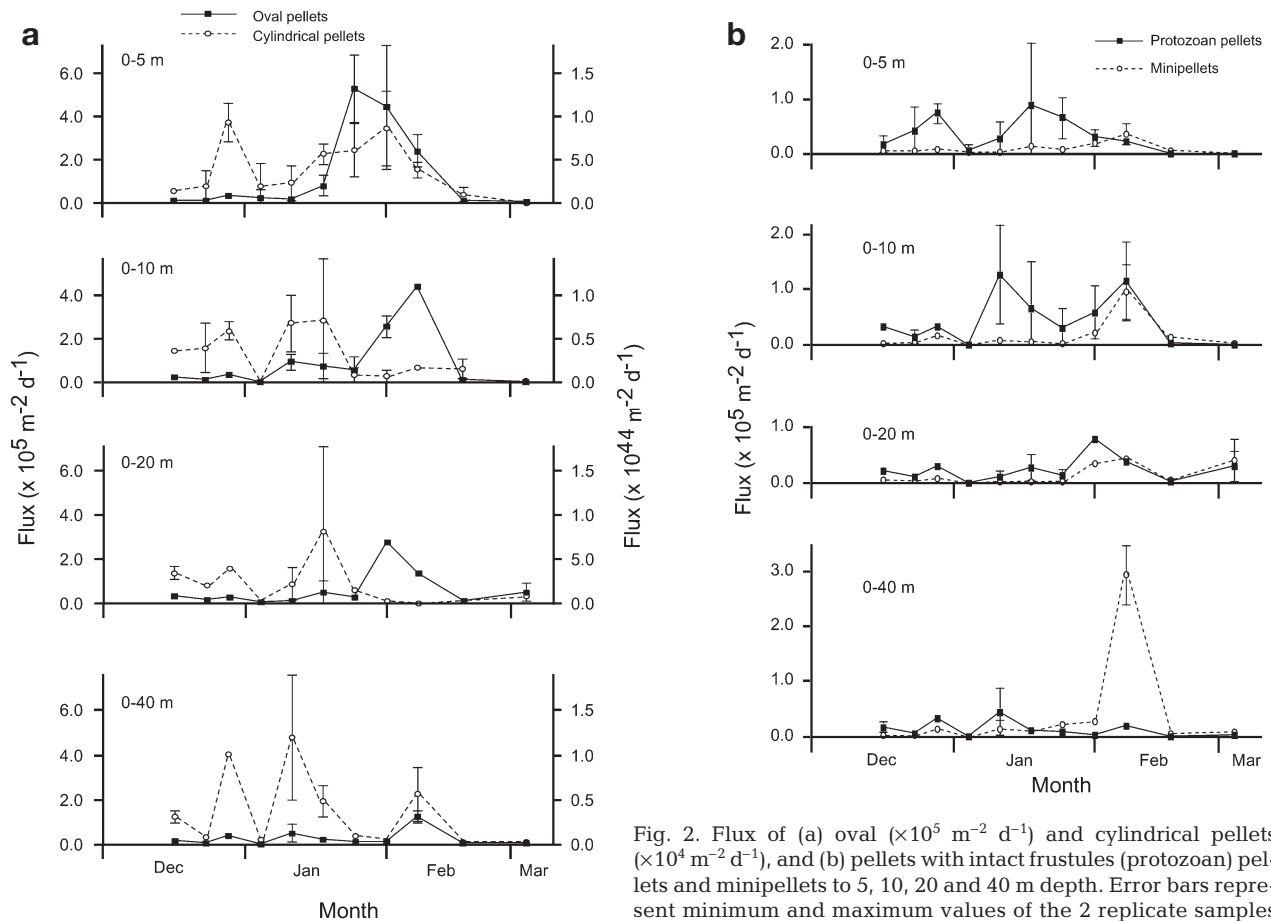 a
Oval pellets
Cylindrical pellets
0-5 m
6.0
4.0
2.0
0.0
1.5
1.0
5.0
0.0
0-10 m
4.0
2.0
0.0
1.0
0.5
0.0
0-20 m
6.0
4.0
2.0
0.0
1.5
1.0
5.0
0.0
0-40 m
6.0
4.0
2.0
0.0
1.5
1.0
0.5
0.0
Flux (x 10⁵ m⁻² d⁻¹)
Flux (x 10⁴⁴ m⁻² d⁻¹)
Dec Jan Feb Mar
Month
b
Protozoan pellets
Minipellets
0-5 m
2.0
1.0
0.0
0-10 m
2.0
1.0
0.0
0-20 m
1.0
0.0
0-40 m
3.0
2.0
1.0
0.0
Flux (x 10⁵ m⁻² d⁻¹)
Dec Jan Feb Mar
Month
Fig. 2. Flux of (a) oval (×10⁵ m⁻² d⁻¹) and cylindrical pellets
(×10⁴ m⁻² d⁻¹), and (b) pellets with intact frustules (protozoan) pel-
lets and minipellets to 5, 10, 20 and 40 m depth. Error bars repre-
sent minimum and maximum values of the 2 replicate samples